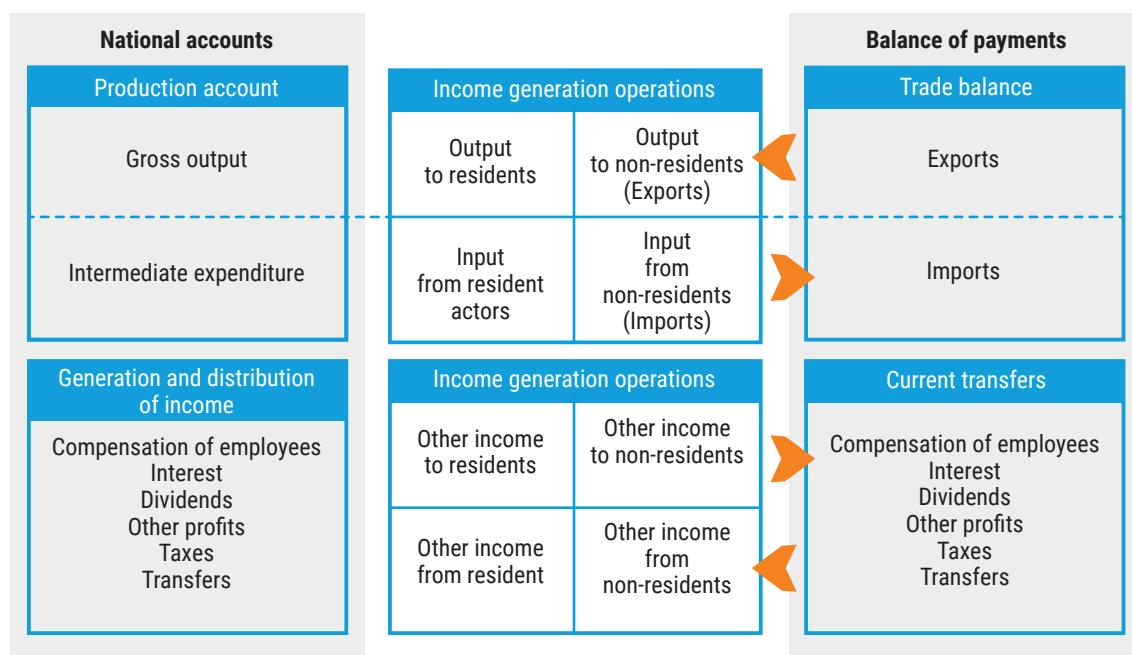 National accounts
Production account
Gross output
Intermediate expenditure
Generation and distribution
of income
Compensation of employees
Interest
Dividends
Other profits
Taxes
Transfers
Income generation operations
Output
to residents
Output
to non-residents
(Exports)
Input
from resident
actors
Input
from
non-residents
(Imports)
Income generation operations
Other income
to residents
Other income
to non-residents
Other income
from resident
Other income
from
non-residents
Balance of payments
Trade balance
Exports
Imports
Current transfers
Compensation of employees
Interest
Dividends
Other profits
Taxes
Transfers